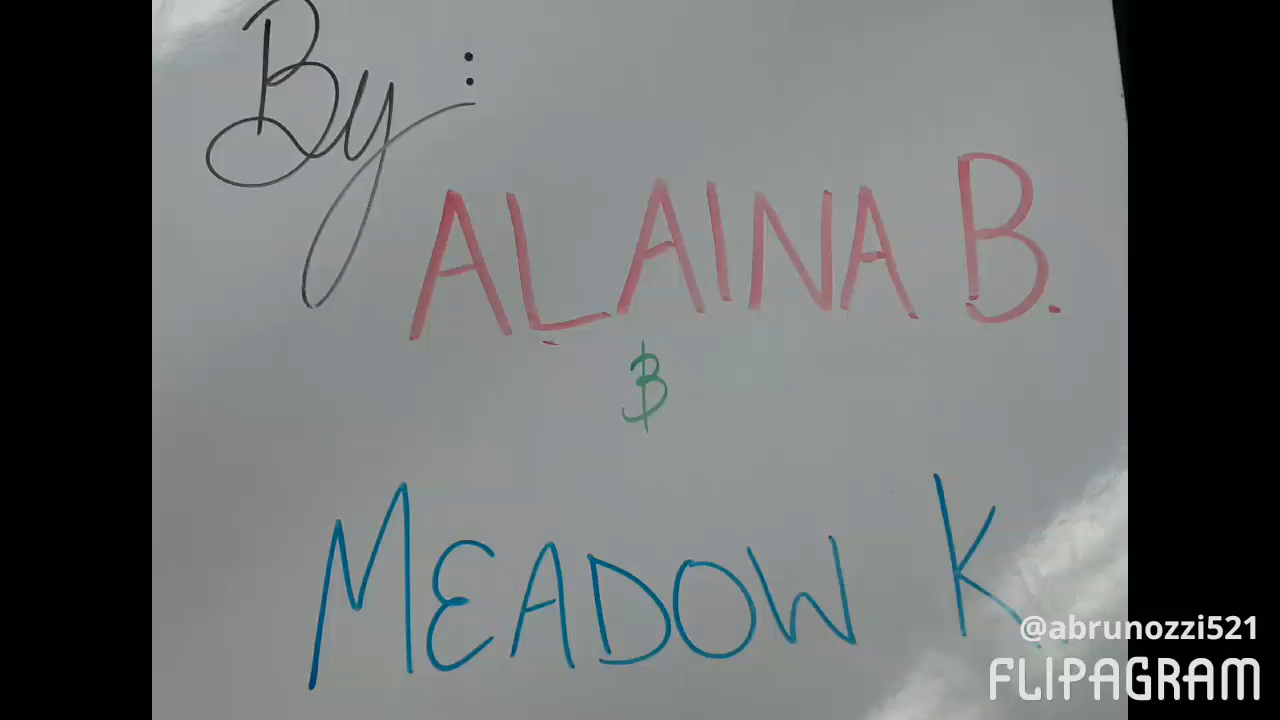 By:
ALAINA B.
&
MEADOW K.
@abrunozzi521
FLIPAGRAM